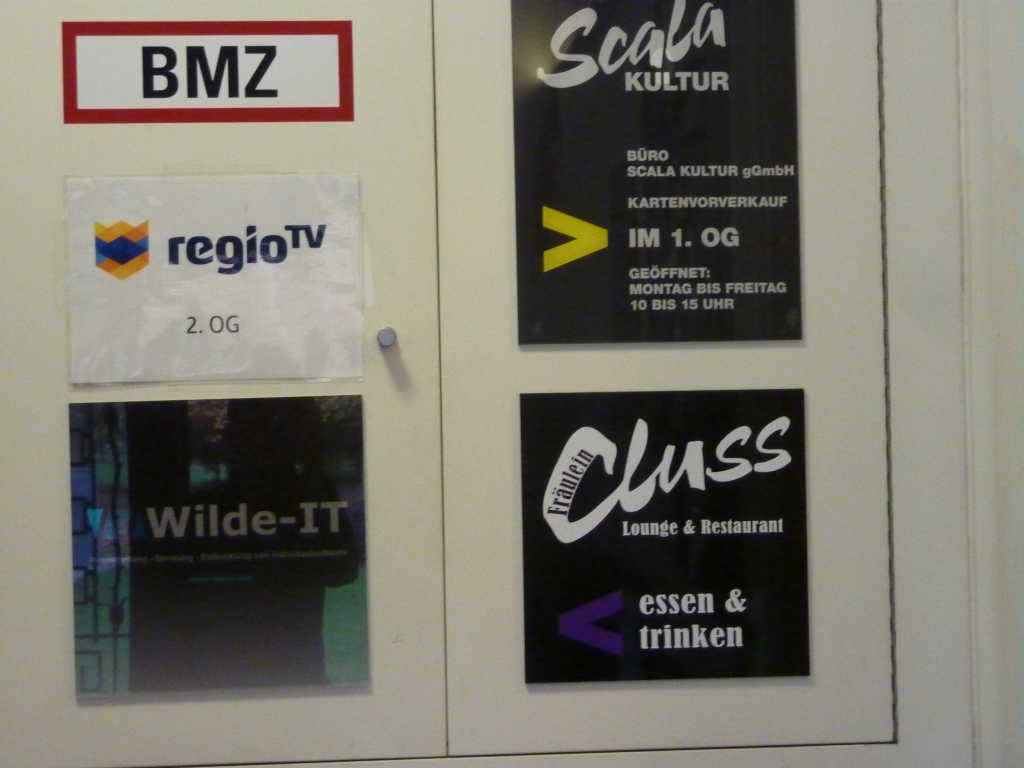 BMZ
regioTV
2. OG
Wilde-IT
Scala
KULTUR
BÜRO
SCALA KULTUR gGmbH
KARTENVORVERKAUF
IM 1. OG
GEÖFFNET:
MONTAG BIS FREITAG
10 BIS 15 UHR
Fräulein
Cluss
Lounge & Restaurant
essen &
trinken